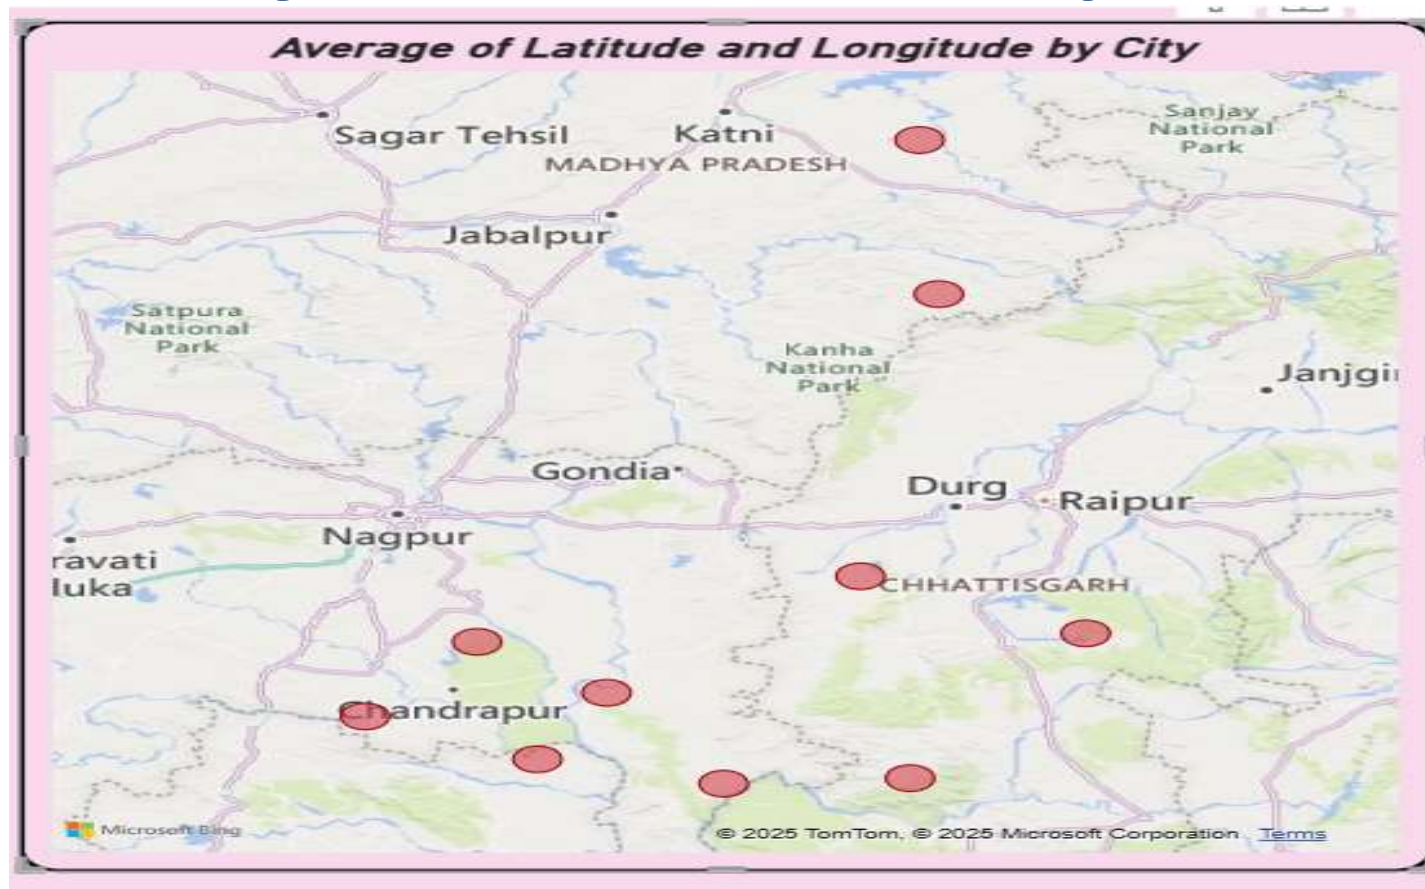 Average of Latitude and Longitude by City
Sanjay
National
Park
Sagar Tehsil
Katni
MADHYA PRADESH
Jabalpur
Satpura
National
Park
Kanha
National
Park
Janjgi
Gondia
Durg
Raipur
Nagpur
ravati
luka
CHHATTISGARH
Chandrapur
Microsoft Bing
© 2025 TomTom, © 2025 Microsoft Corporation Terms